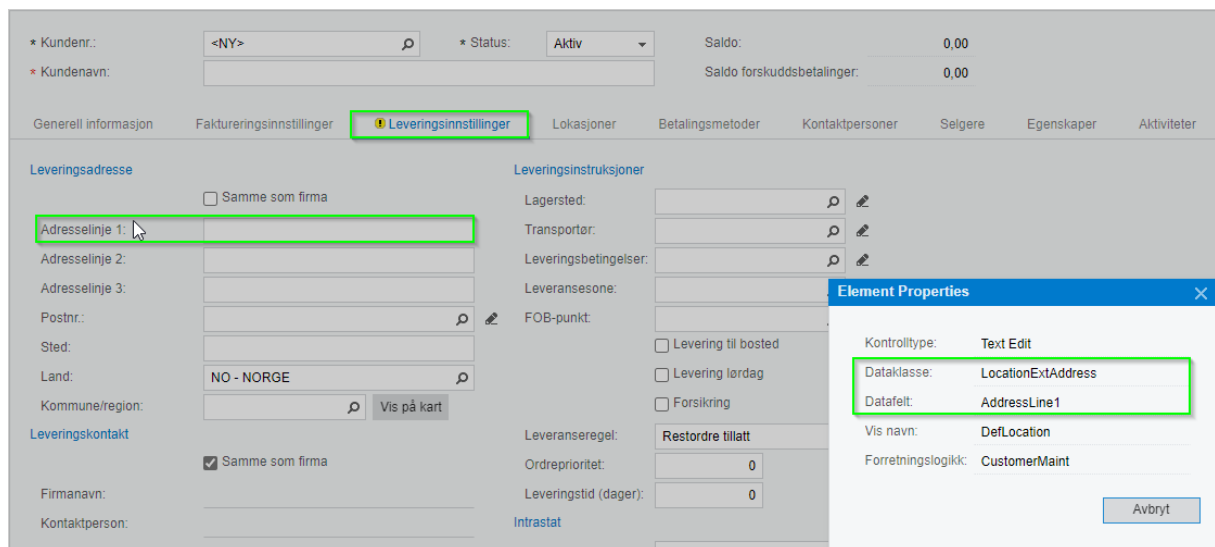 * Kundenr.: <NY> * Status: Aktiv Saldo: 0,00
* Kundenavn: Saldo forskuddsbetalinger: 0,00
Generell informasjon Faktureringsinnstillinger Leveringsinnstillinger Lokasjoner Betalingsmetoder Kontaktpersoner Selgere Egenskaper Aktiviteter
Leveringsadresse
Samme som firma
Adresselinje 1:
Adresselinje 2:
Adresselinje 3:
Postnr.:
Sted:
Land: NO - NORGE
Kommune/region: Vis på kart
Leveringskontakt
Samme som firma
Firmanavn:
Kontaktperson:
Leveringsinstruksjoner
Lagersted:
Transportør:
Leveringsbetingelser:
Leveransesone:
FOB-punkt:
Levering til bosted
Levering lørdag
Forsikring
Leveranseregel: Restordre tillatt
Ordreprioritet: 0
Leveringstid (dager): 0
Intrastat
Element Properties
Kontrolltype: Text Edit
Dataklasse: LocationExtAddress
Datafelt: AddressLine1
Vis navn: DefLocation
Forretningslogikk: CustomerMaint
Avbryt